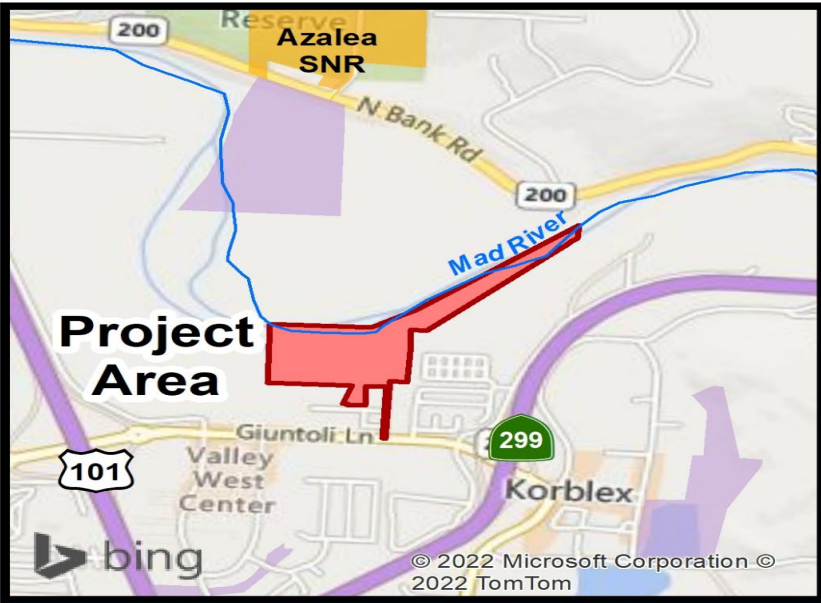 200
Reserve
Azalea
SNR
N Bank Rd
200
Mad River
Project
Area
Giuntoli Ln
299
101
Valley
West
Center
Korblex
bing
© 2022 Microsoft Corporation ©
2022 TomTom